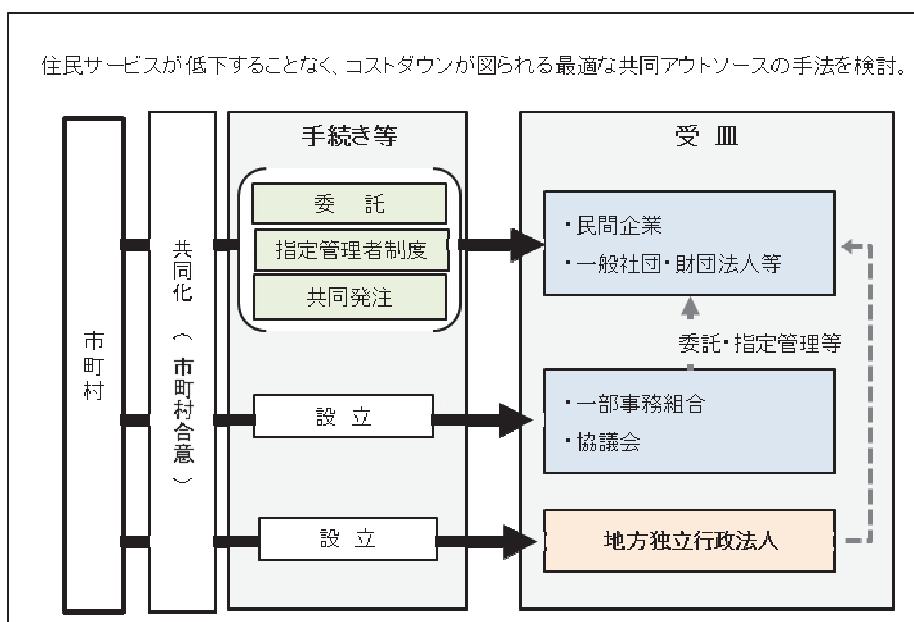 住民サービスが低下することなく、コストダウンが図られる最適な共同アウトソースの手法を検討。
市町村
共同化（市町村合意）
手続き等
委　託
指定管理者制度
共同発注
設　立
設　立
受　皿
・民間企業
・一般社団・財団法人等
委託・指定管理等
・一部事務組合
・協議会
地方独立行政法人